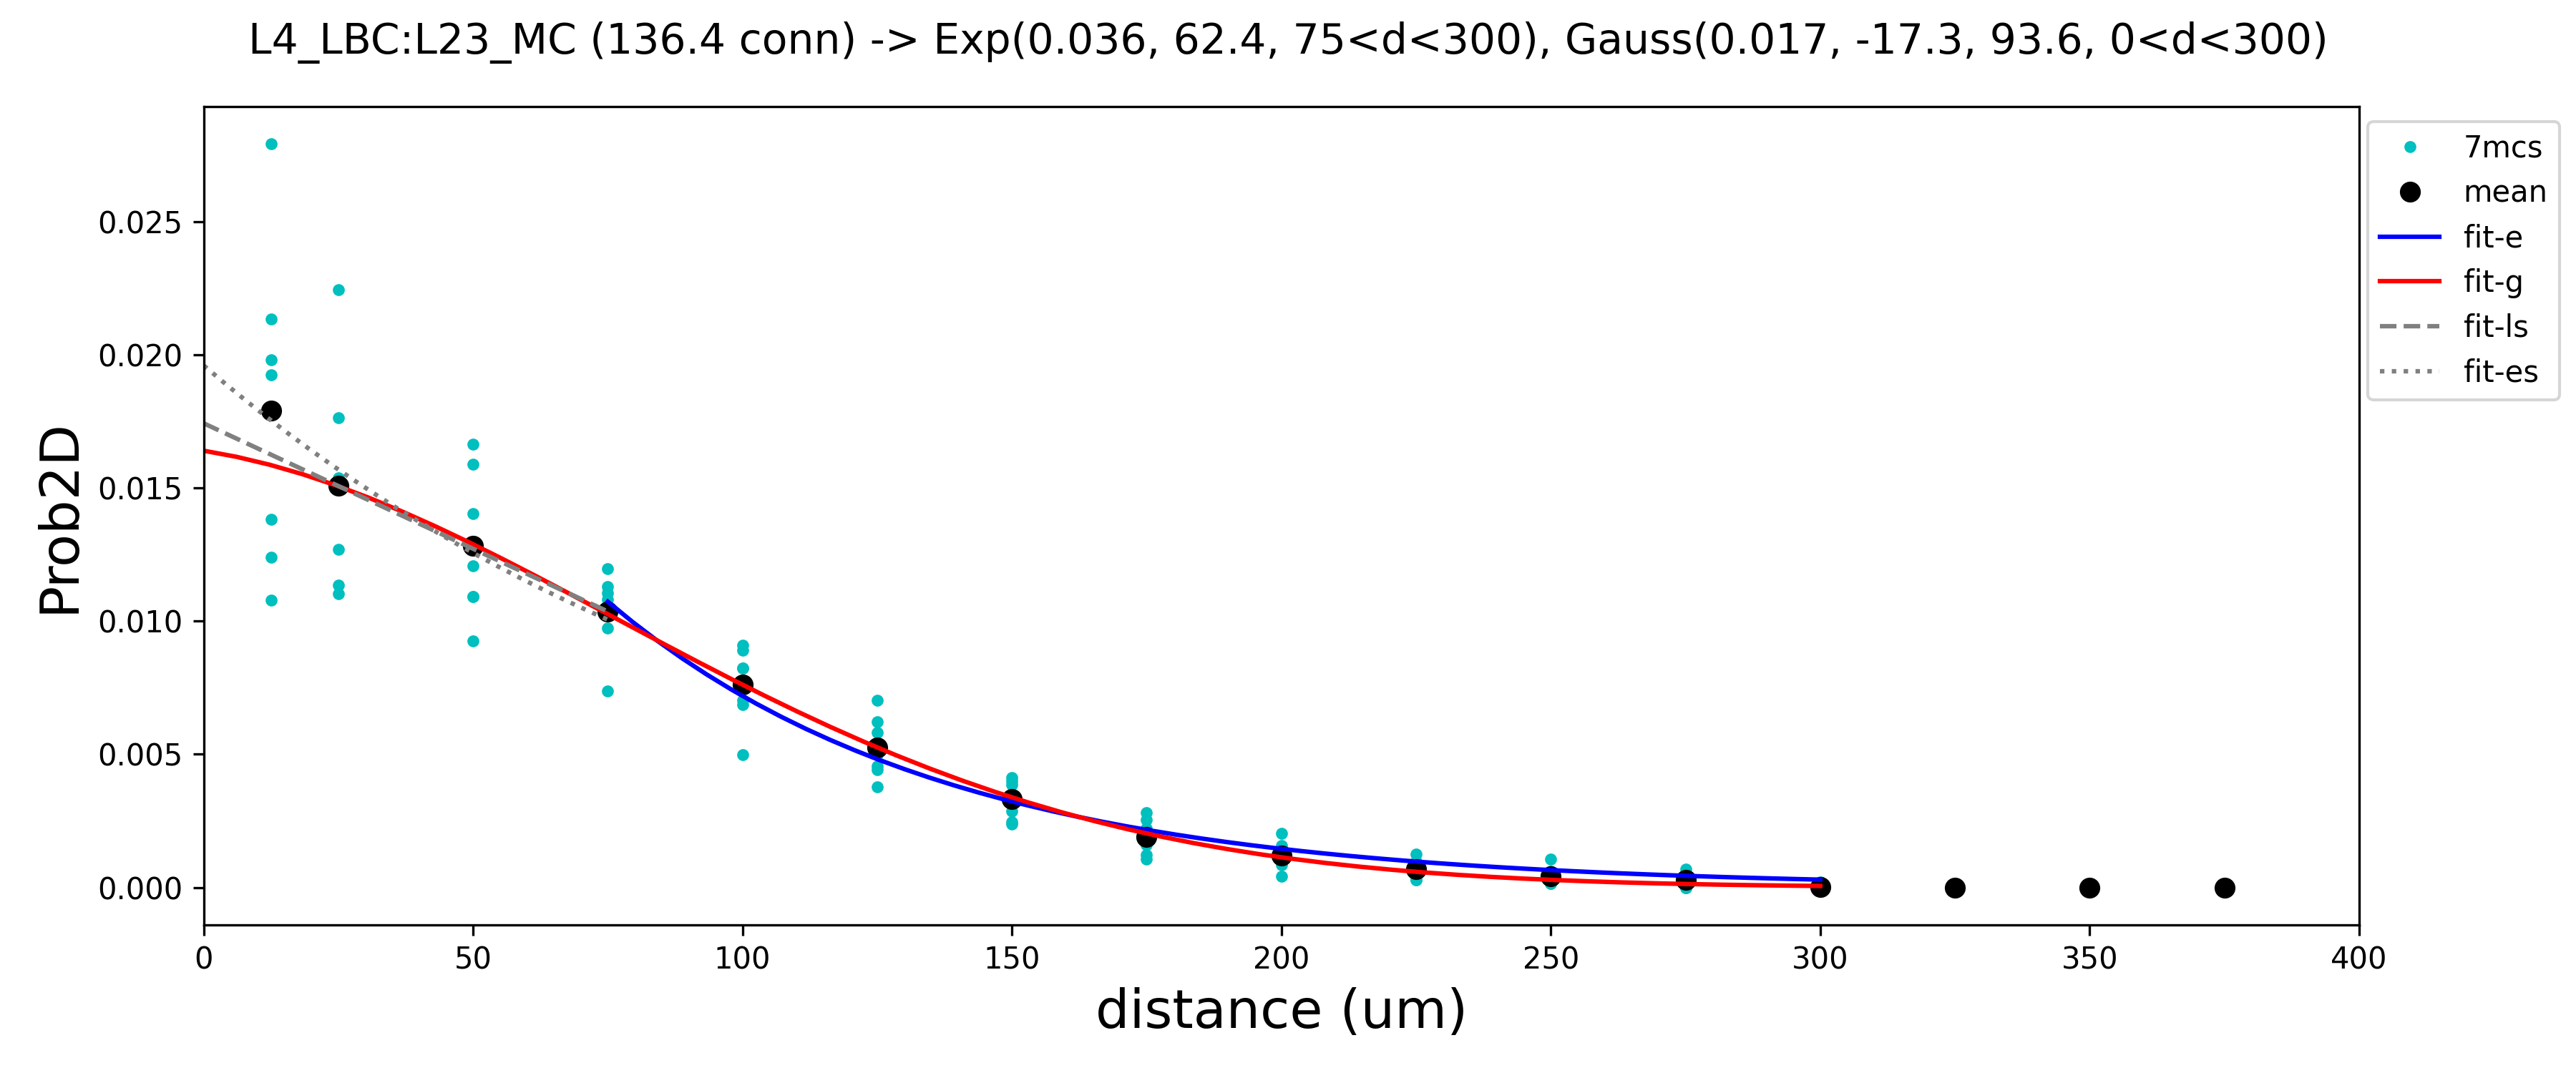 L4_LBC:L23_MC (136.4 conn) -> Exp(0.036, 62.4, 75<d<300), Gauss(0.017, -17.3, 93.6, 0<d<300)
7mcs
mean
fit-e
fit-g
fit-ls
fit-es
Prob2D
0.025
0.020
0.015
0.010
0.005
0.000
0 50 100 150 200 250 300 350 400
distance (um)